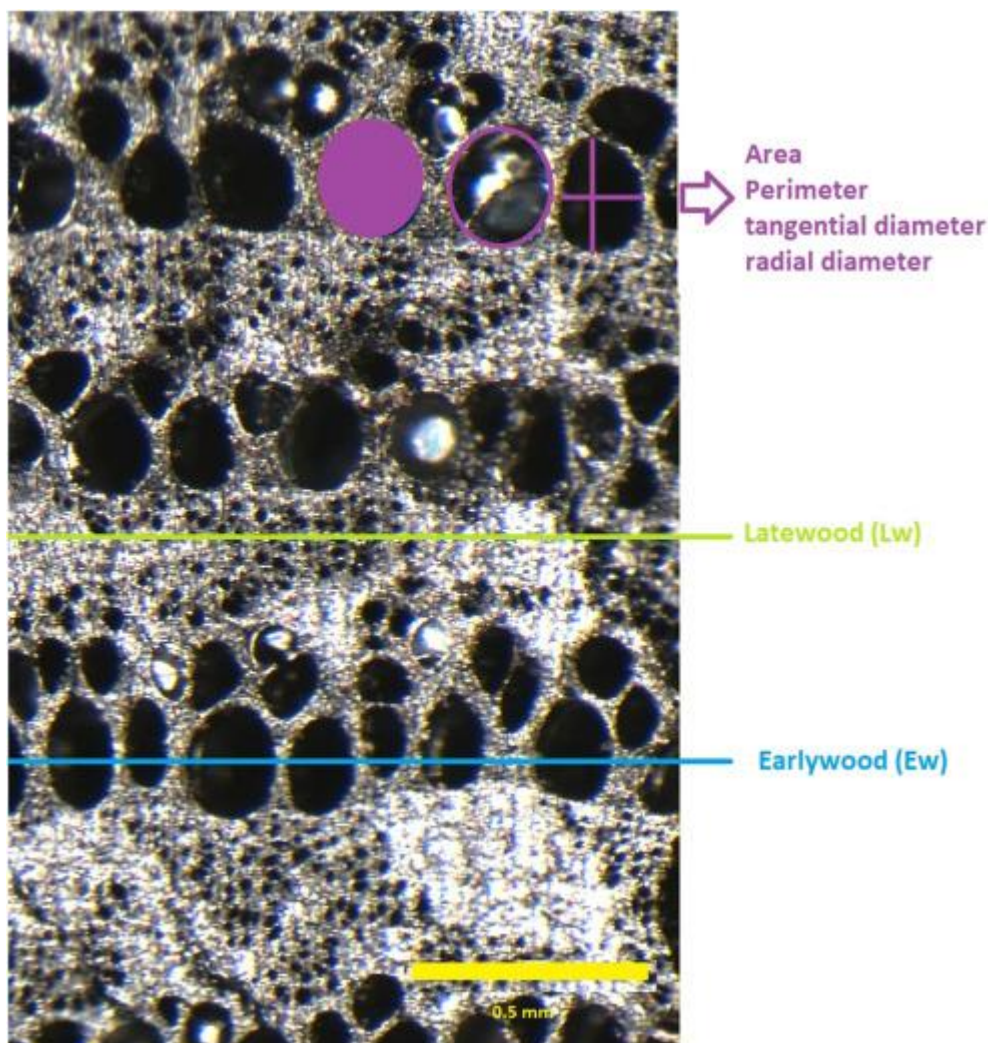 Area
Perimeter
tangential diameter
radial diameter
Latewood (Lw)
Earlywood (Ew)
0.5 mm